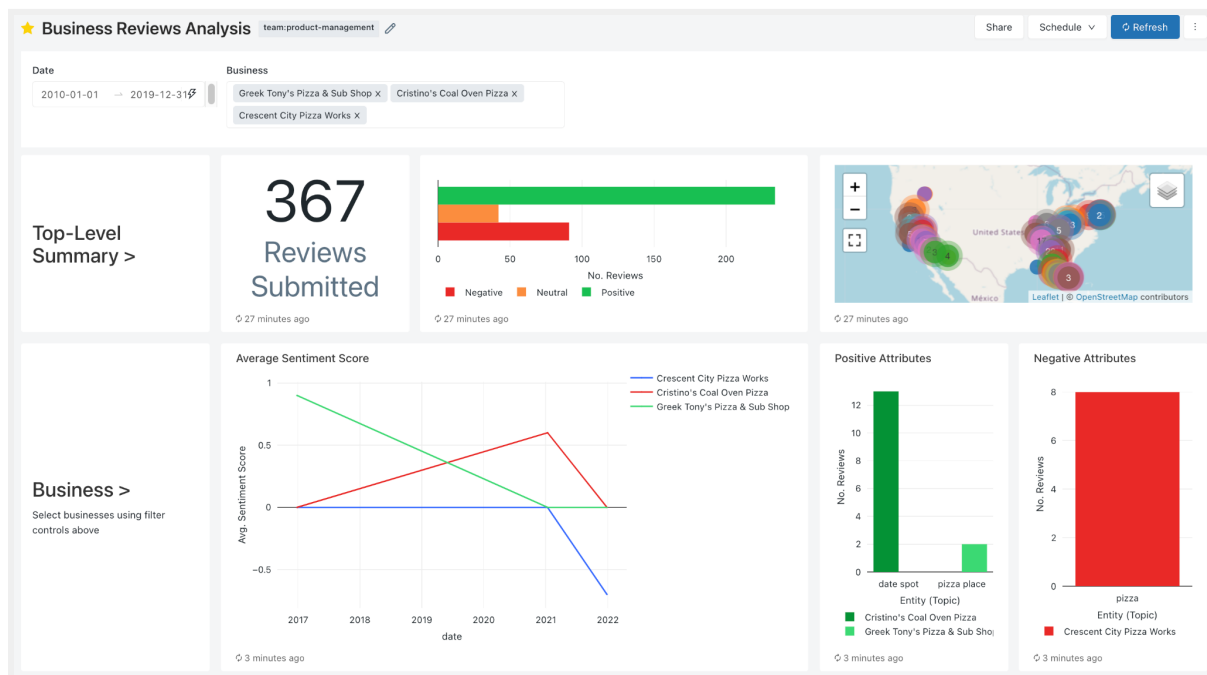 Business Reviews Analysis
team:product-management
Share
Schedule
Refresh
Date
2010-01-01 → 2019-12-31
Business
Greek Tony's Pizza & Sub Shop x
Cristino's Coal Oven Pizza x
Crescent City Pizza Works x
Top-Level
Summary >
367
Reviews
Submitted
27 minutes ago
0 50 100 150 200
No. Reviews
Negative Neutral Positive
27 minutes ago
+
−
United State
México
2
3
5
3
4
3
Leaflet | © OpenStreetMap contributors
27 minutes ago
Business >
Select businesses using filter
controls above
Average Sentiment Score
Crescent City Pizza Works
Cristino's Coal Oven Pizza
Greek Tony's Pizza & Sub Shop
Avg. Sentiment Score
1
0.5
0
−0.5
2017 2018 2019 2020 2021 2022
date
3 minutes ago
Positive Attributes
No. Reviews
12
10
8
6
4
2
0
date spot pizza place
Entity (Topic)
Cristino's Coal Oven Pizza
Greek Tony's Pizza & Sub Shop
3 minutes ago
Negative Attributes
No. Reviews
8
6
4
2
0
pizza
Entity (Topic)
Crescent City Pizza Works
3 minutes ago